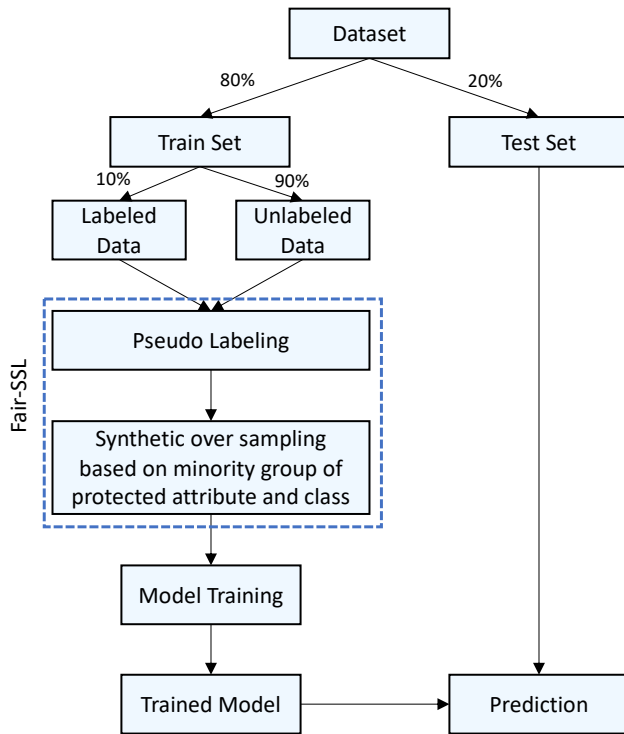 Dataset
80%
20%
Train Set
Test Set
10%
90%
Labeled
Data
Unlabeled
Data
Fair-SSL
Pseudo Labeling
Synthetic over sampling
based on minority group of
protected attribute and class
Model Training
Trained Model
Prediction